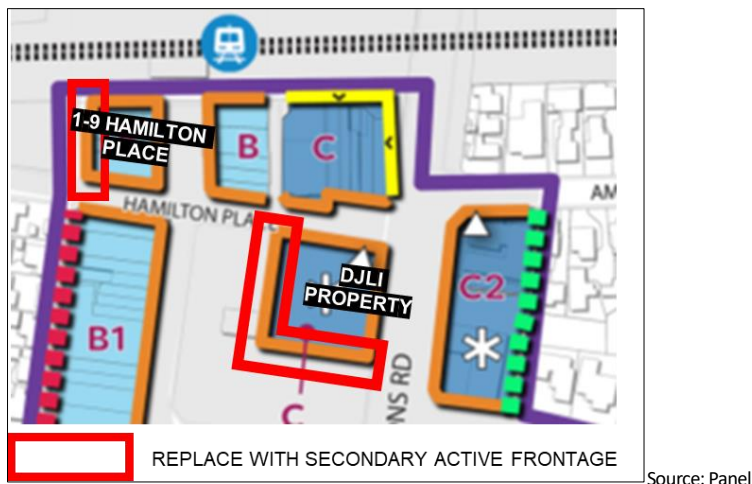 1-9 HAMILTON
PLACE
B
C
AM
HAMILTON PLA
DJLI
PROPERTY
C2
B1
C
NS RD
REPLACE WITH SECONDARY ACTIVE FRONTAGE
Source: Panel